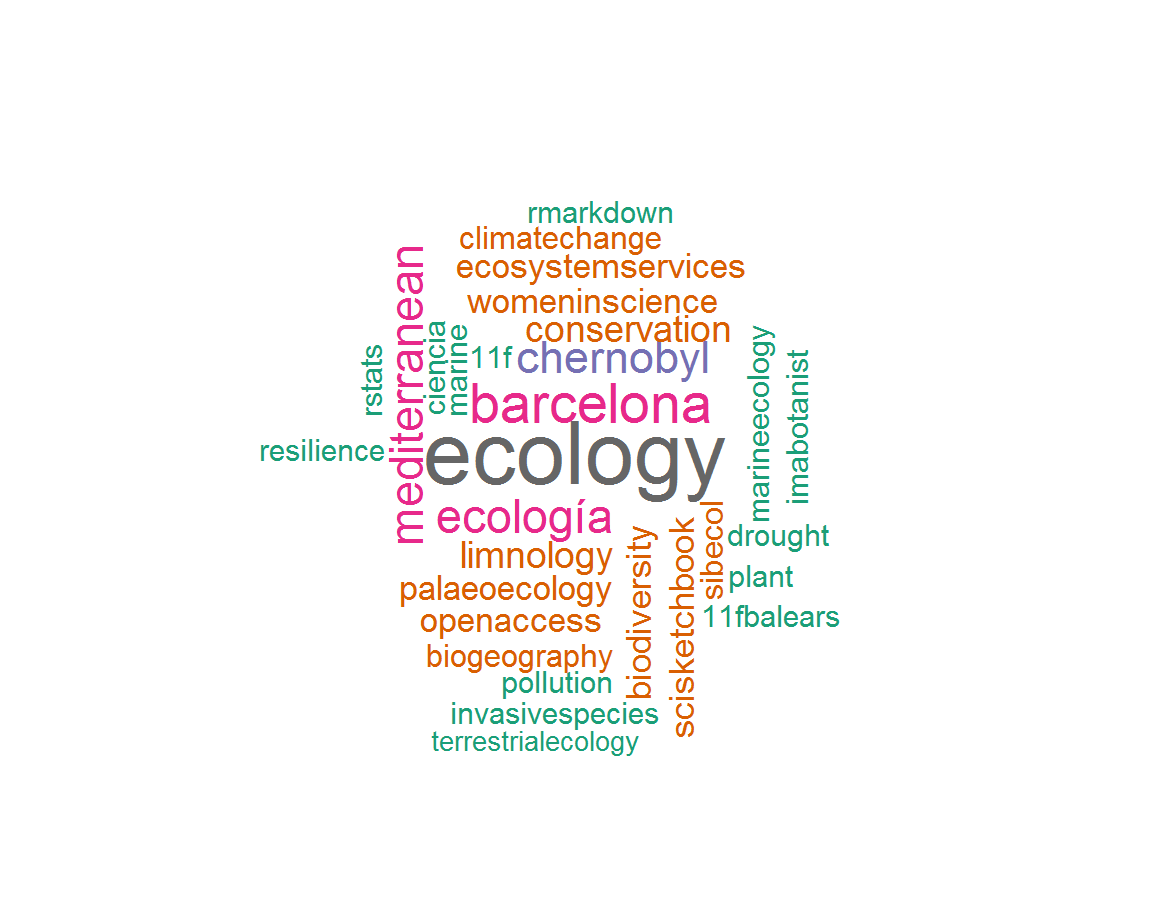 rmarkdown
climatechange
ecosystemservices
womeninscience
conservation
mediterranean
rstats
ciencia
marine
11f
chernobyl
barcelona
marineecology
imabotanist
resilience
ecology
ecología
limnology
palaeoecology
openaccess
biogeography
biodiversity
scisketchbook
sibecol
drought
plant
11fbalears
pollution
invasivespecies
terrestrialecology